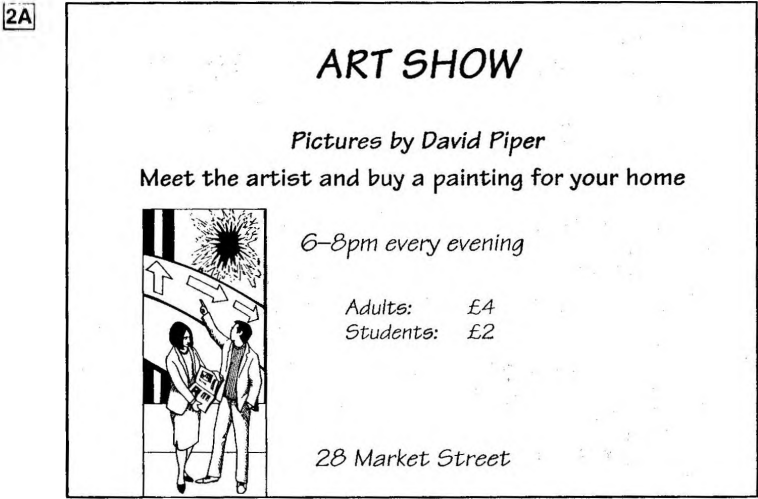 2A
ART SHOW
Pictures by David Piper
Meet the artist and buy a painting for your home
6–8pm every evening
Adults: £4
Students: £2
28 Market Street